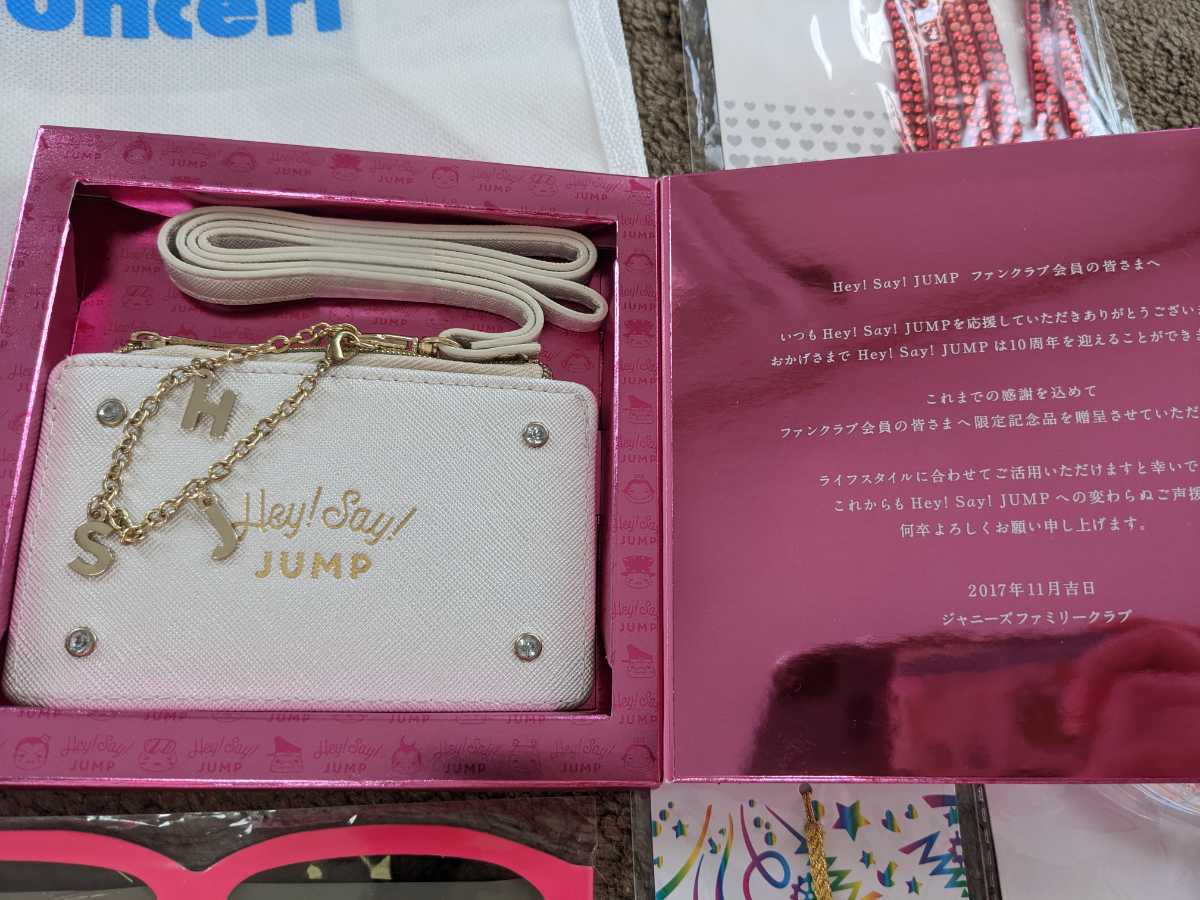 oncert
Hey! Say!
JUMP
H
S
J
Hey! Say!
JUMP
Hey! Say! JUMP ファンクラブ会員の皆さまへ
いつも Hey! Say! JUMPを応援していただきありがとうございま
おかげさまで Hey! Say! JUMP は10周年を迎えることができま
これまでの感謝を込めて
ファンクラブ会員の皆さまへ限定記念品を贈呈させていただ
ライフスタイルに合わせてご活用いただけますと幸いで
これからも Hey! Say! JUMP への変わらぬご声援
何卒よろしくお願い申し上げます。
2017年11月吉日
ジャニーズファミリークラブ
Hey! Say! JUMP
Hey! Say! JUMP
Hey! Say! JUMP